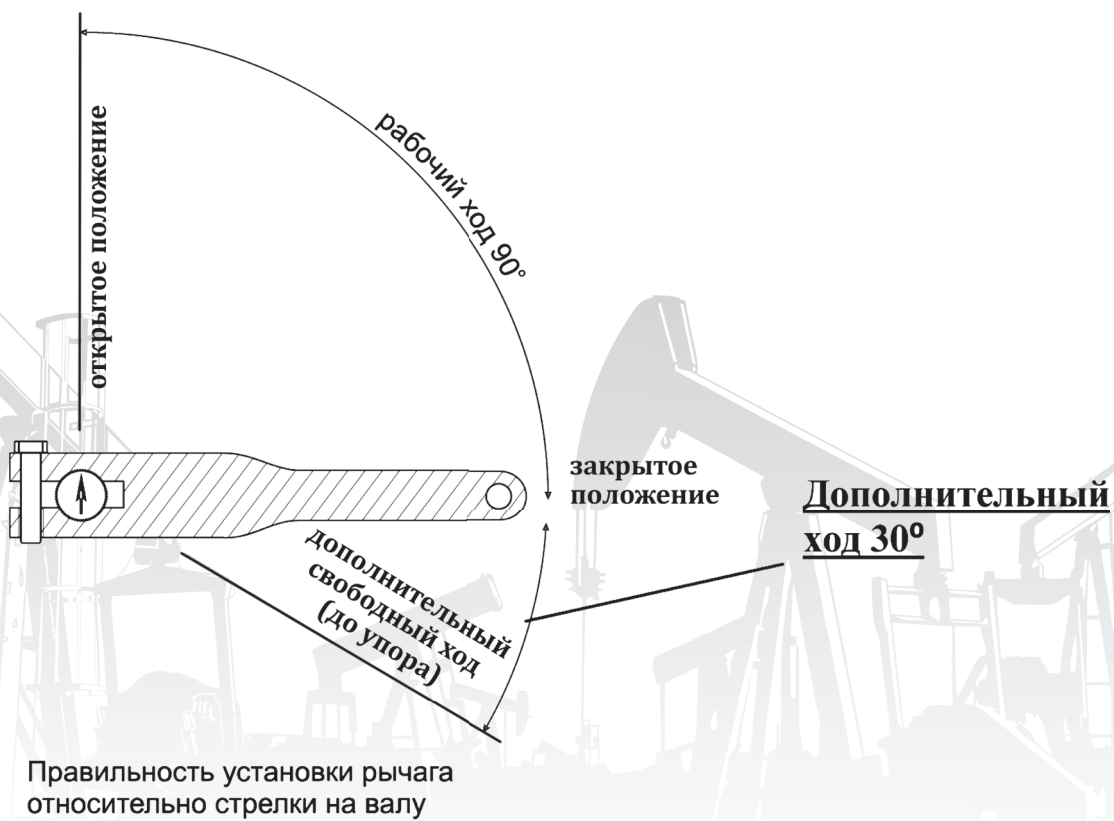 открытое положение
рабочий ход 90°
закрытое
положение
Дополнительный
ход 30⁰
дополнительный
свободный ход
(до упора)
Правильность установки рычага
относительно стрелки на валу